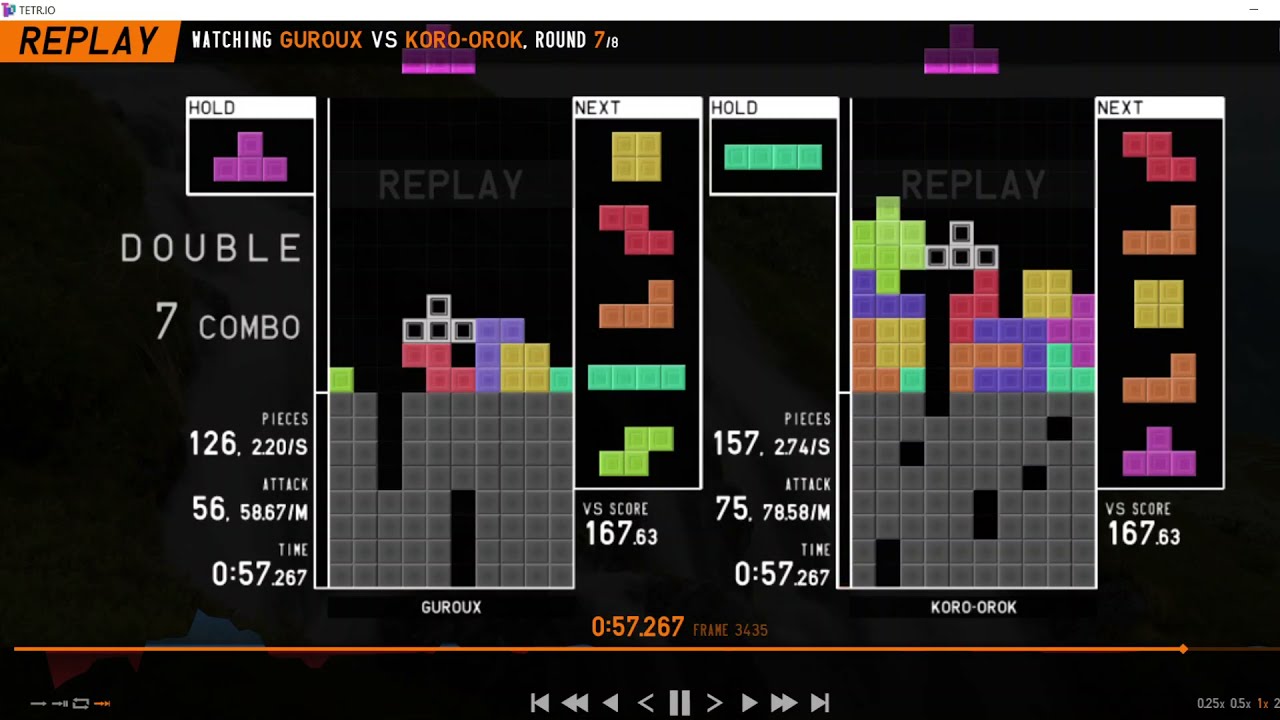 TETR.IO
REPLAY
WATCHING GUROUX VS KORO-OROK, ROUND 7/8
HOLD
NEXT
REPLAY
DOUBLE
7 COMBO
PIECES
126, 2.20/S
ATTACK
56, 58.67/M
TIME
0:57.267
VS SCORE
167.63
GUROUX
HOLD
NEXT
REPLAY
PIECES
157, 2.74/S
ATTACK
75, 78.58/M
TIME
0:57.267
VS SCORE
167.63
KORO-OROK
0:57.267 FRAME 3435
0.25x 0.5x 1x 2